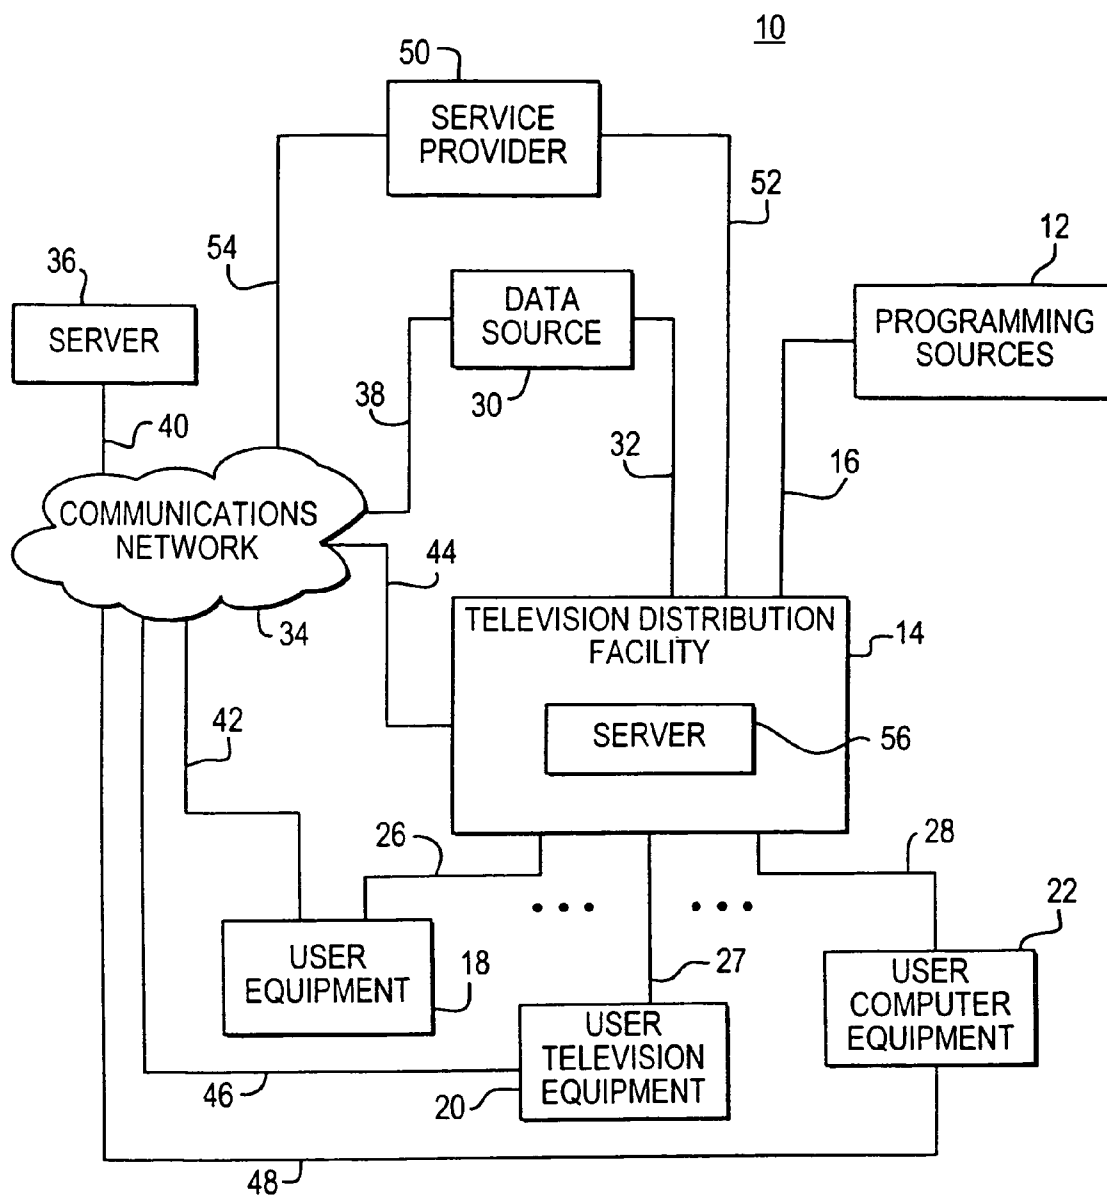 10
50
SERVICE
PROVIDER
52
54
12
36
SERVER
DATA
SOURCE
PROGRAMMING
SOURCES
30
38
40
32
16
COMMUNICATIONS
NETWORK
44
34
TELEVISION DISTRIBUTION
FACILITY
14
42
SERVER
56
26
28
22
USER
EQUIPMENT
18
27
USER
COMPUTER
EQUIPMENT
USER
TELEVISION
EQUIPMENT
46
20
48